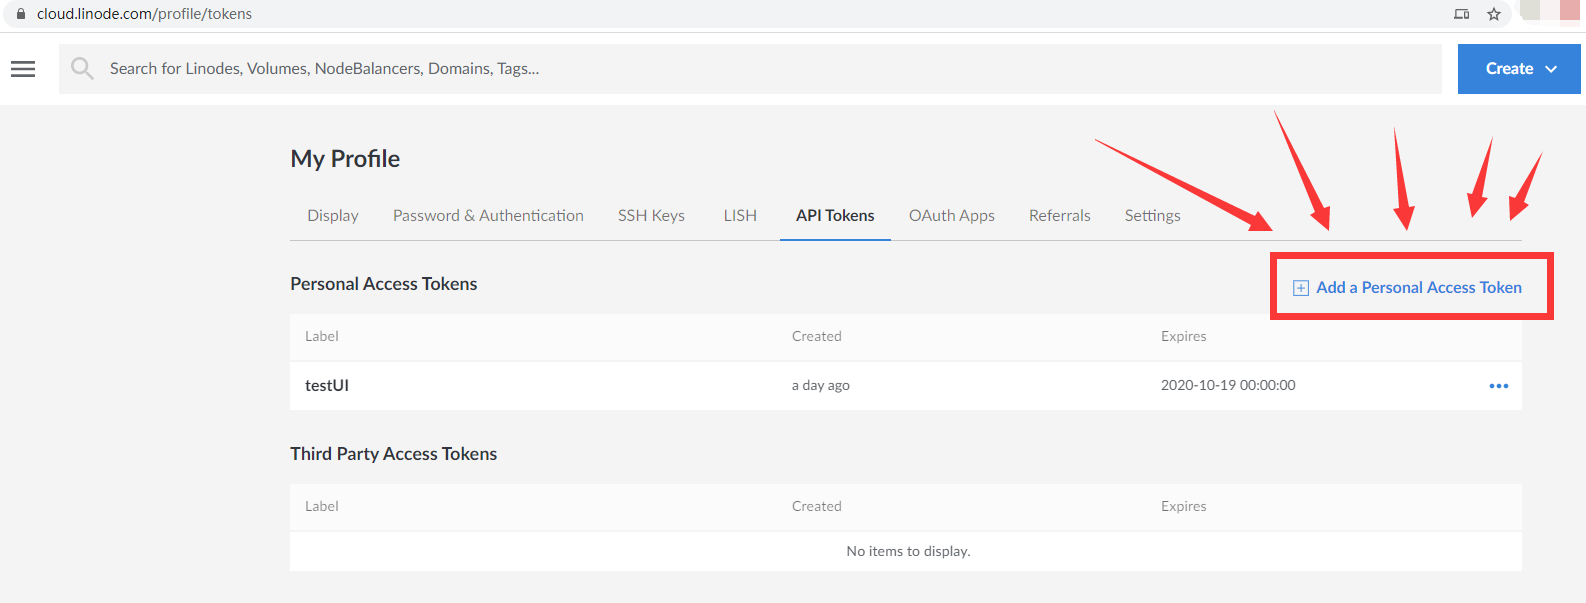 cloud.linode.com/profile/tokens
Search for Linodes, Volumes, NodeBalancers, Domains, Tags...
Create
My Profile
Display Password & Authentication SSH Keys LISH API Tokens OAuth Apps Referrals Settings
Personal Access Tokens
Add a Personal Access Token
Label Created Expires
testUI a day ago 2020-10-19 00:00:00
Third Party Access Tokens
Label Created Expires
No items to display.